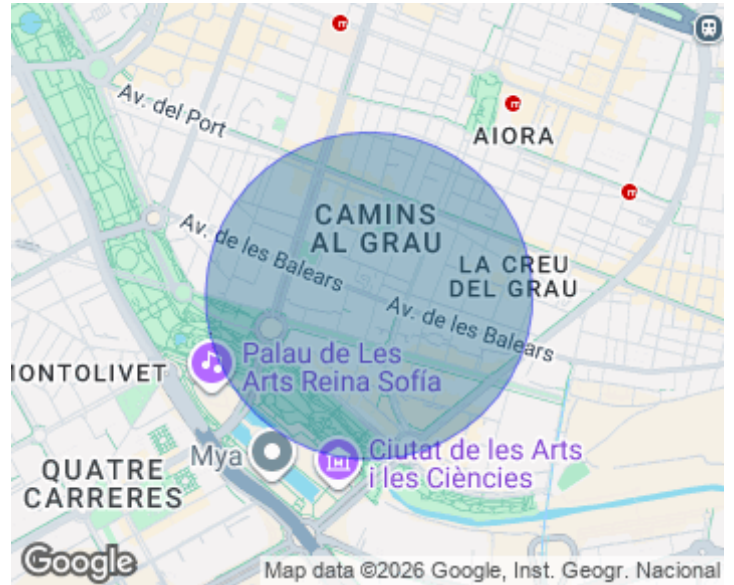 Av. del Port
AIORA
CAMINS
AL GRAU
Av. de les Balears
LA CREU
DEL GRAU
Av. de les Balears
Palau de Les
Arts Reina Sofía
Mya
Ciutat de les Arts
i les Ciències
QUATRE
CARRERES
Google
Map data ©2026 Google, Inst. Geogr. Nacional